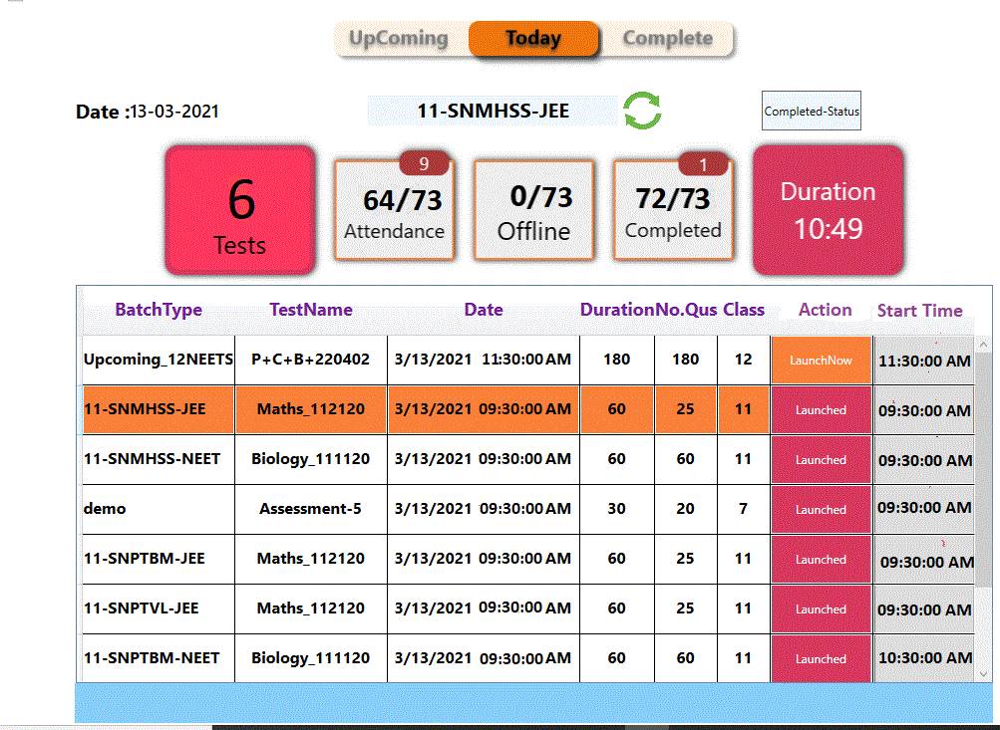 UpComing Today Complete
Date :13-03-2021 11-SNMHSS-JEE Completed-Status
9 1
6 64/73 0/73 72/73 Duration
Tests Attendance Offline Completed 10:49
BatchType TestName Date Duration No.Qus Class Action Start Time
Upcoming_12NEETS P+C+B+220402 3/13/2021 11:30:00 AM 180 180 12 LaunchNow 11:30:00 AM
11-SNMHSS-JEE Maths_112120 3/13/2021 09:30:00 AM 60 25 11 Launched 09:30:00 AM
11-SNMHSS-NEET Biology_111120 3/13/2021 09:30:00 AM 60 60 11 Launched 09:30:00 AM
demo Assessment-5 3/13/2021 09:30:00 AM 30 20 7 Launched 09:30:00 AM
11-SNPTBM-JEE Maths_112120 3/13/2021 09:30:00 AM 60 25 11 Launched 09:30:00 AM
11-SNPTVL-JEE Maths_112120 3/13/2021 09:30:00 AM 60 25 11 Launched 09:30:00 AM
11-SNPTBM-NEET Biology_111120 3/13/2021 09:30:00 AM 60 60 11 Launched 10:30:00 AM